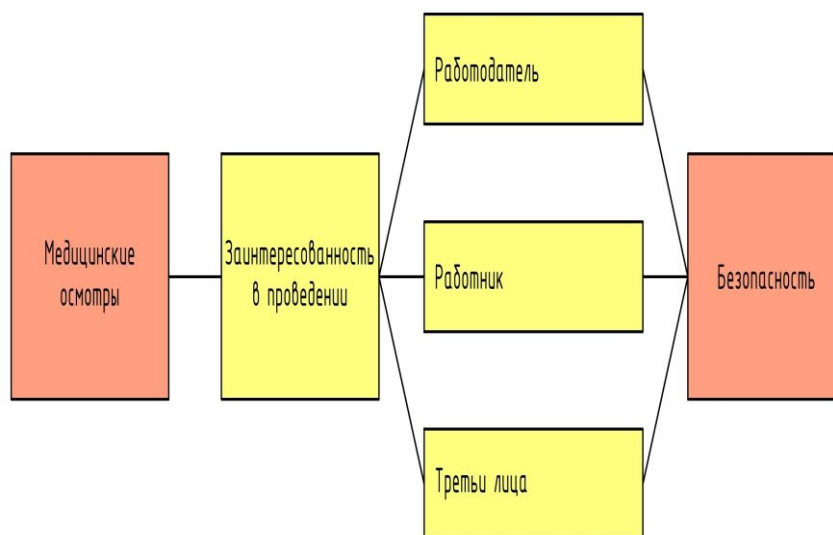 Медицинские
осмотры
Заинтересованность
в проведении
Работодатель
Работник
Третьи лица
Безопасность